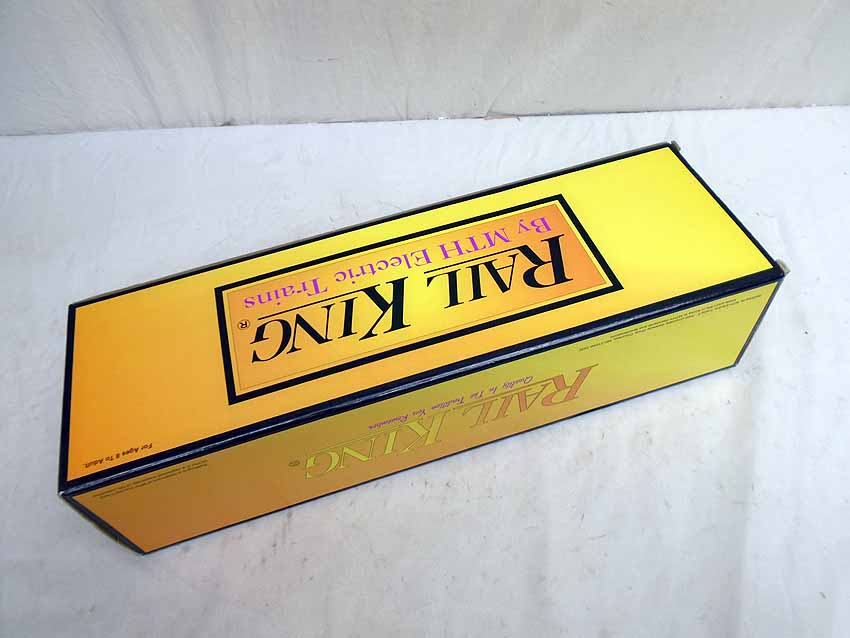 RAIL KING®
By MTH Electric Trains
For Ages 8 To Adult.
RAIL KING®
Quality In The Tradition You Remember.